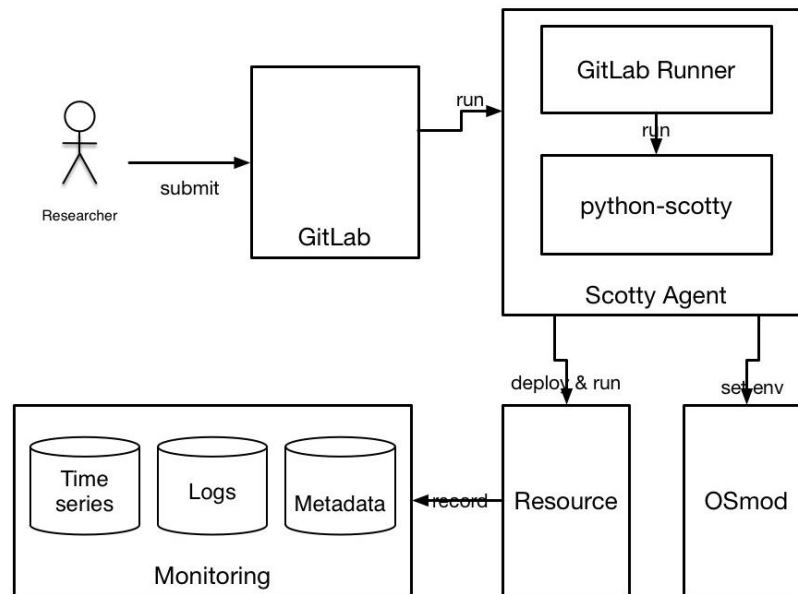 GitLab Runner
run
run
python-scotty
submit
Researcher
GitLab
Scotty Agent
deploy & run
set env
Time
series
Logs
Metadata
record
Resource
OSmod
Monitoring